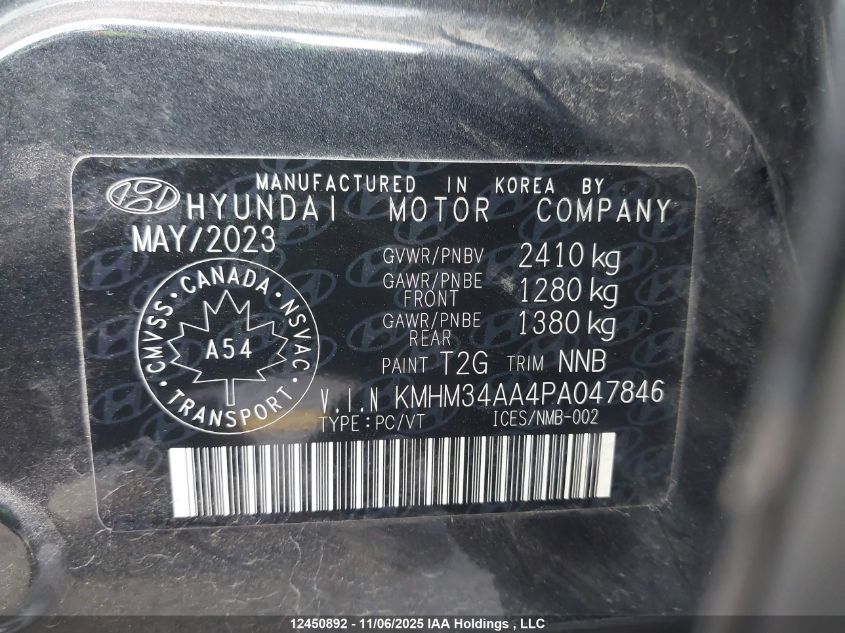 MANUFACTURED IN KOREA BY
HYUNDAI MOTOR COMPANY
MAY/2023
GVWR/PNBV 2410 kg
GAWR/PNBE FRONT 1280 kg
GAWR/PNBE REAR 1380 kg
CANADA
CMVSS · NSVAC
A54
TRANSPORT
PAINT T2G TRIM NNB
V.I.N KMHM34AA4PA047846
TYPE:PC/VT ICES/NMB-002
12450892 - 11/06/2025 IAA Holdings , LLC